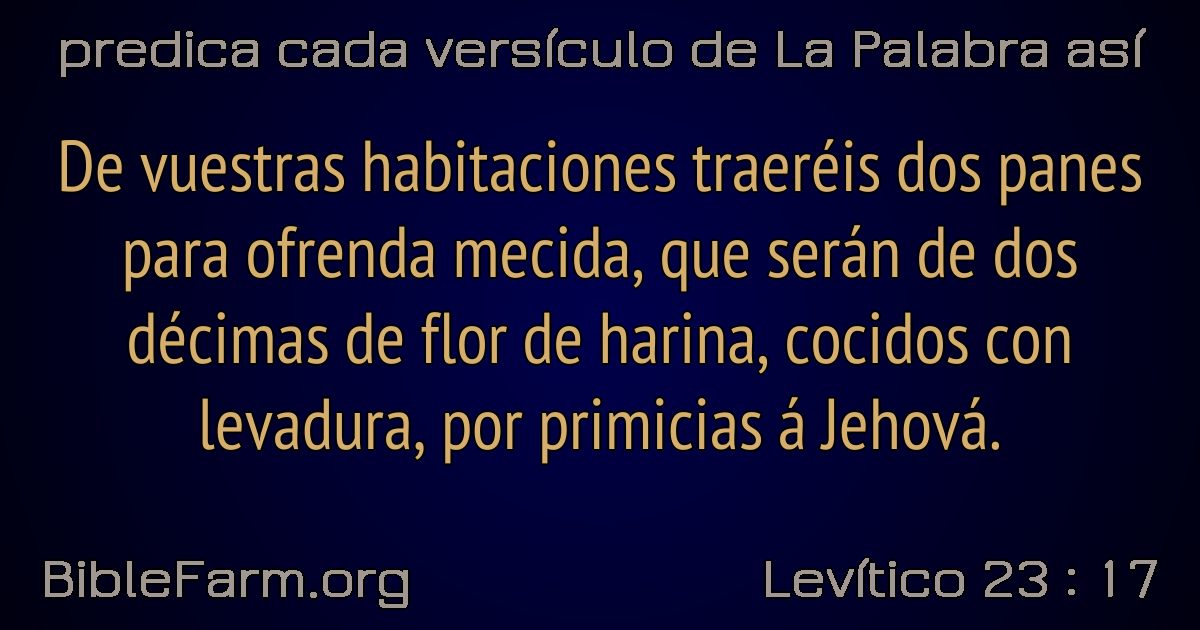 predica cada versículo de La Palabra así
De vuestras habitaciones traeréis dos panes
para ofrenda mecida, que serán de dos
décimas de flor de harina, cocidos con
levadura, por primicias á Jehová.
BibleFarm.org
Levítico 23 : 17